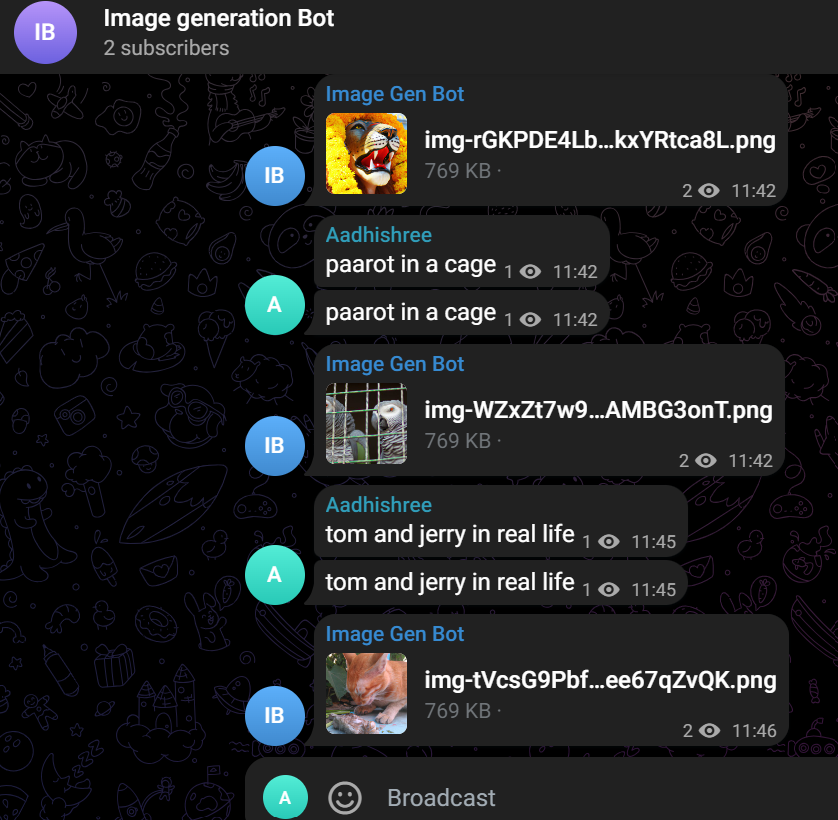 IB
Image generation Bot
2 subscribers
Image Gen Bot
img-rGKPDE4Lb...kxYRtca8L.png
769 KB ·
2 11:42
IB
Aadhishree
paarot in a cage 1 11:42
paarot in a cage 1 11:42
A
Image Gen Bot
img-WZxZt7w9...AMBG3onT.png
769 KB ·
2 11:42
IB
Aadhishree
tom and jerry in real life 1 11:45
tom and jerry in real life 1 11:45
A
Image Gen Bot
img-tVcsG9Pbf...ee67qZvQK.png
769 KB ·
2 11:46
IB
A
Broadcast